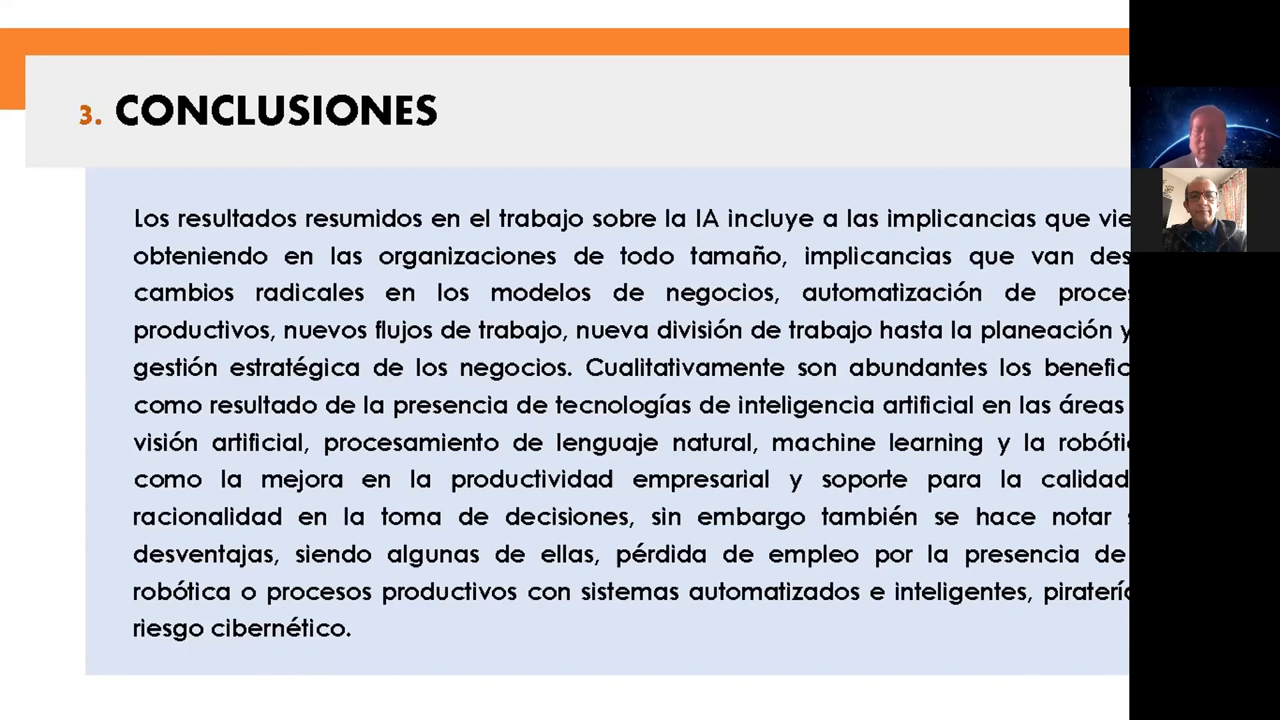 3. CONCLUSIONES
Los resultados resumidos en el trabajo sobre la IA incluye a las implicancias que
obteniendo en las organizaciones de todo tamaño, implicancias que van
cambios radicales en los modelos de negocios, automatización de
productivos, nuevos flujos de trabajo, nueva división de trabajo hasta la planeación y
gestión estratégica de los negocios. Cualitativamente son abundantes los
como resultado de la presencia de tecnologías de inteligencia artificial en las áreas
visión artificial, procesamiento de lenguaje natural, machine learning y la
como la mejora en la productividad empresarial y soporte para la calidad
racionalidad en la toma de decisiones, sin embargo también se hace notar
desventajas, siendo algunas de ellas, pérdida de empleo por la presencia de
robótica o procesos productivos con sistemas automatizados e inteligentes,
riesgo cibernético.